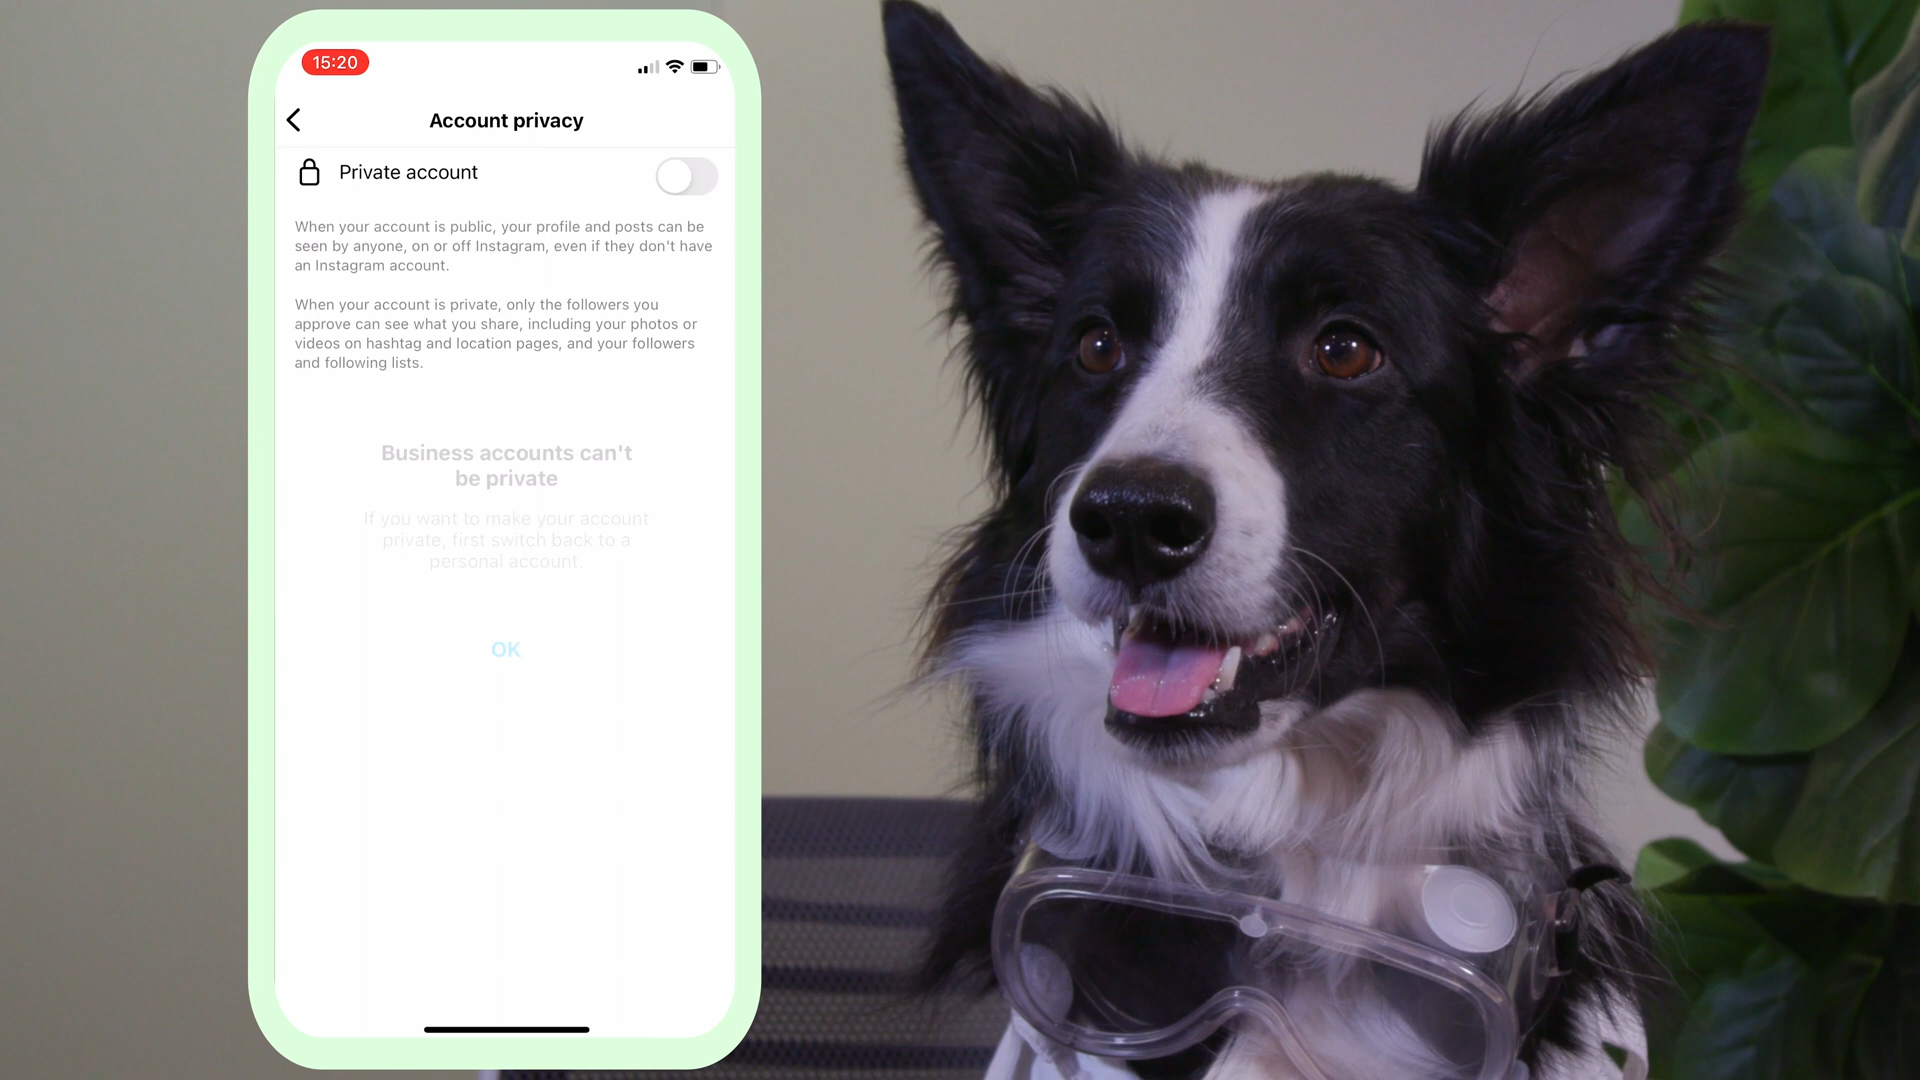 15:20
Account privacy
Private account
When your account is public, your profile and posts can be
seen by anyone, on or off Instagram, even if they don't have
an Instagram account.
When your account is private, only the followers you
approve can see what you share, including your photos or
videos on hashtag and location pages, and your followers
and following lists.
Business accounts can't
be private
If you want to make your account
private, first switch back to a
personal account.
OK